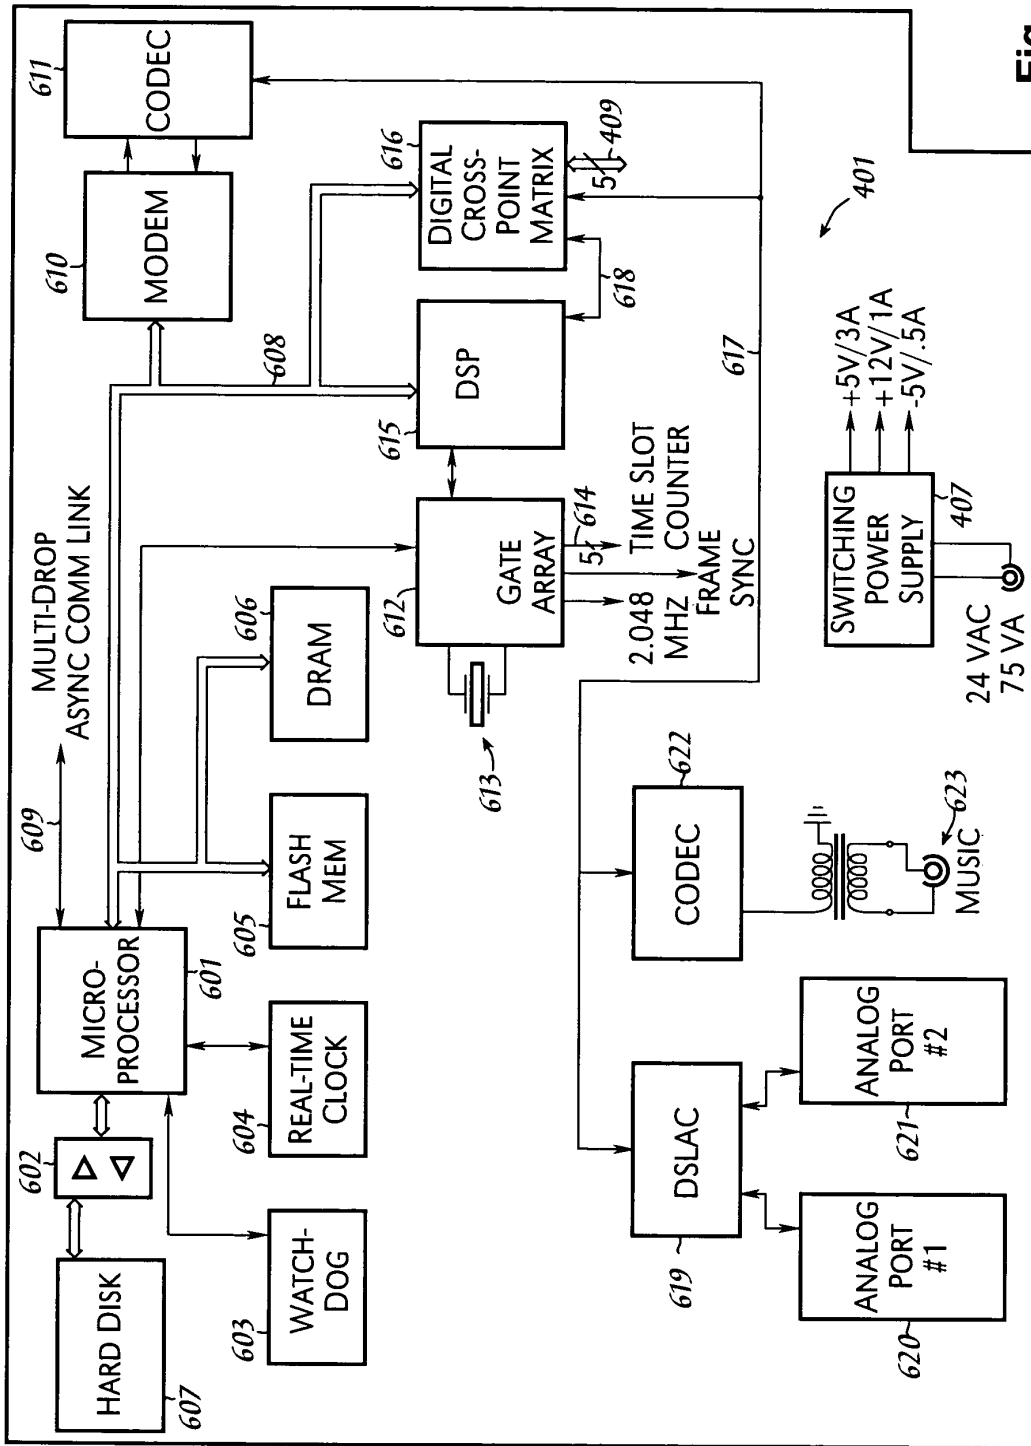 MULTI-DROP
ASYNC COMM LINK
609
HARD DISK
607
602
MICRO-
PROCESSOR
601
WATCH-
DOG
603
REAL-TIME
CLOCK
604
FLASH
MEM
605
DRAM
606
608
MODEM
610
CODEC
611
GATE
ARRAY
612
613
5
614
2.048
MHZ
FRAME
SYNC
TIME SLOT
COUNTER
DSP
615
DIGITAL
CROSS-
POINT
MATRIX
616
5
409
618
617
401
DSLAC
619
ANALOG
PORT
#1
620
ANALOG
PORT
#2
621
CODEC
622
MUSIC
623
SWITCHING
POWER
SUPPLY
407
+5V/3A
+12V/1A
-5V/.5A
24 VAC
75 VA
Fig